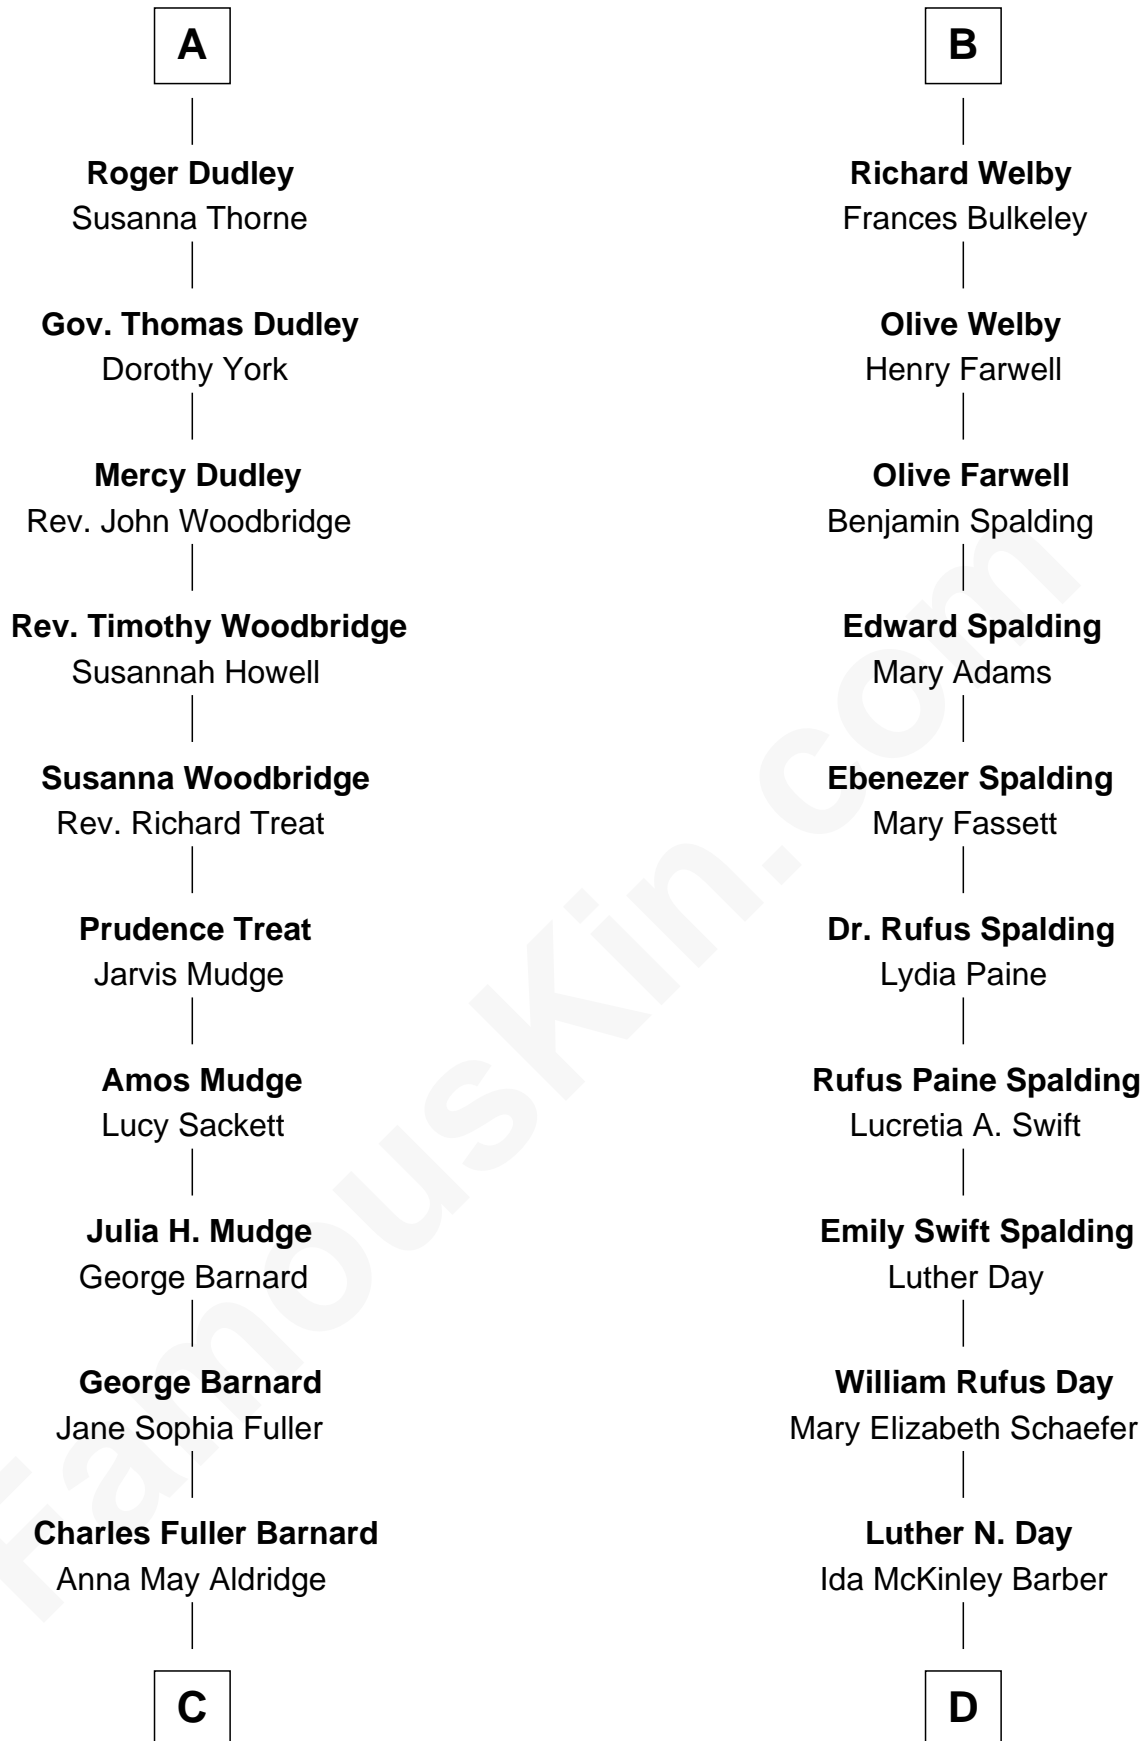 A
Roger Dudley
Susanna Thorne
Gov. Thomas Dudley
Dorothy York
Mercy Dudley
Rev. John Woodbridge
Rev. Timothy Woodbridge
Susannah Howell
Susanna Woodbridge
Rev. Richard Treat
Prudence Treat
Jarvis Mudge
Amos Mudge
Lucy Sackett
Julia H. Mudge
George Barnard
George Barnard
Jane Sophia Fuller
Charles Fuller Barnard
Anna May Aldridge
C
B
Richard Welby
Frances Bulkeley
Olive Welby
Henry Farwell
Olive Farwell
Benjamin Spalding
Edward Spalding
Mary Adams
Ebenezer Spalding
Mary Fassett
Dr. Rufus Spalding
Lydia Paine
Rufus Paine Spalding
Lucretia A. Swift
Emily Swift Spalding
Luther Day
William Rufus Day
Mary Elizabeth Schaefer
Luther N. Day
Ida McKinley Barber
D
FamousKin.com